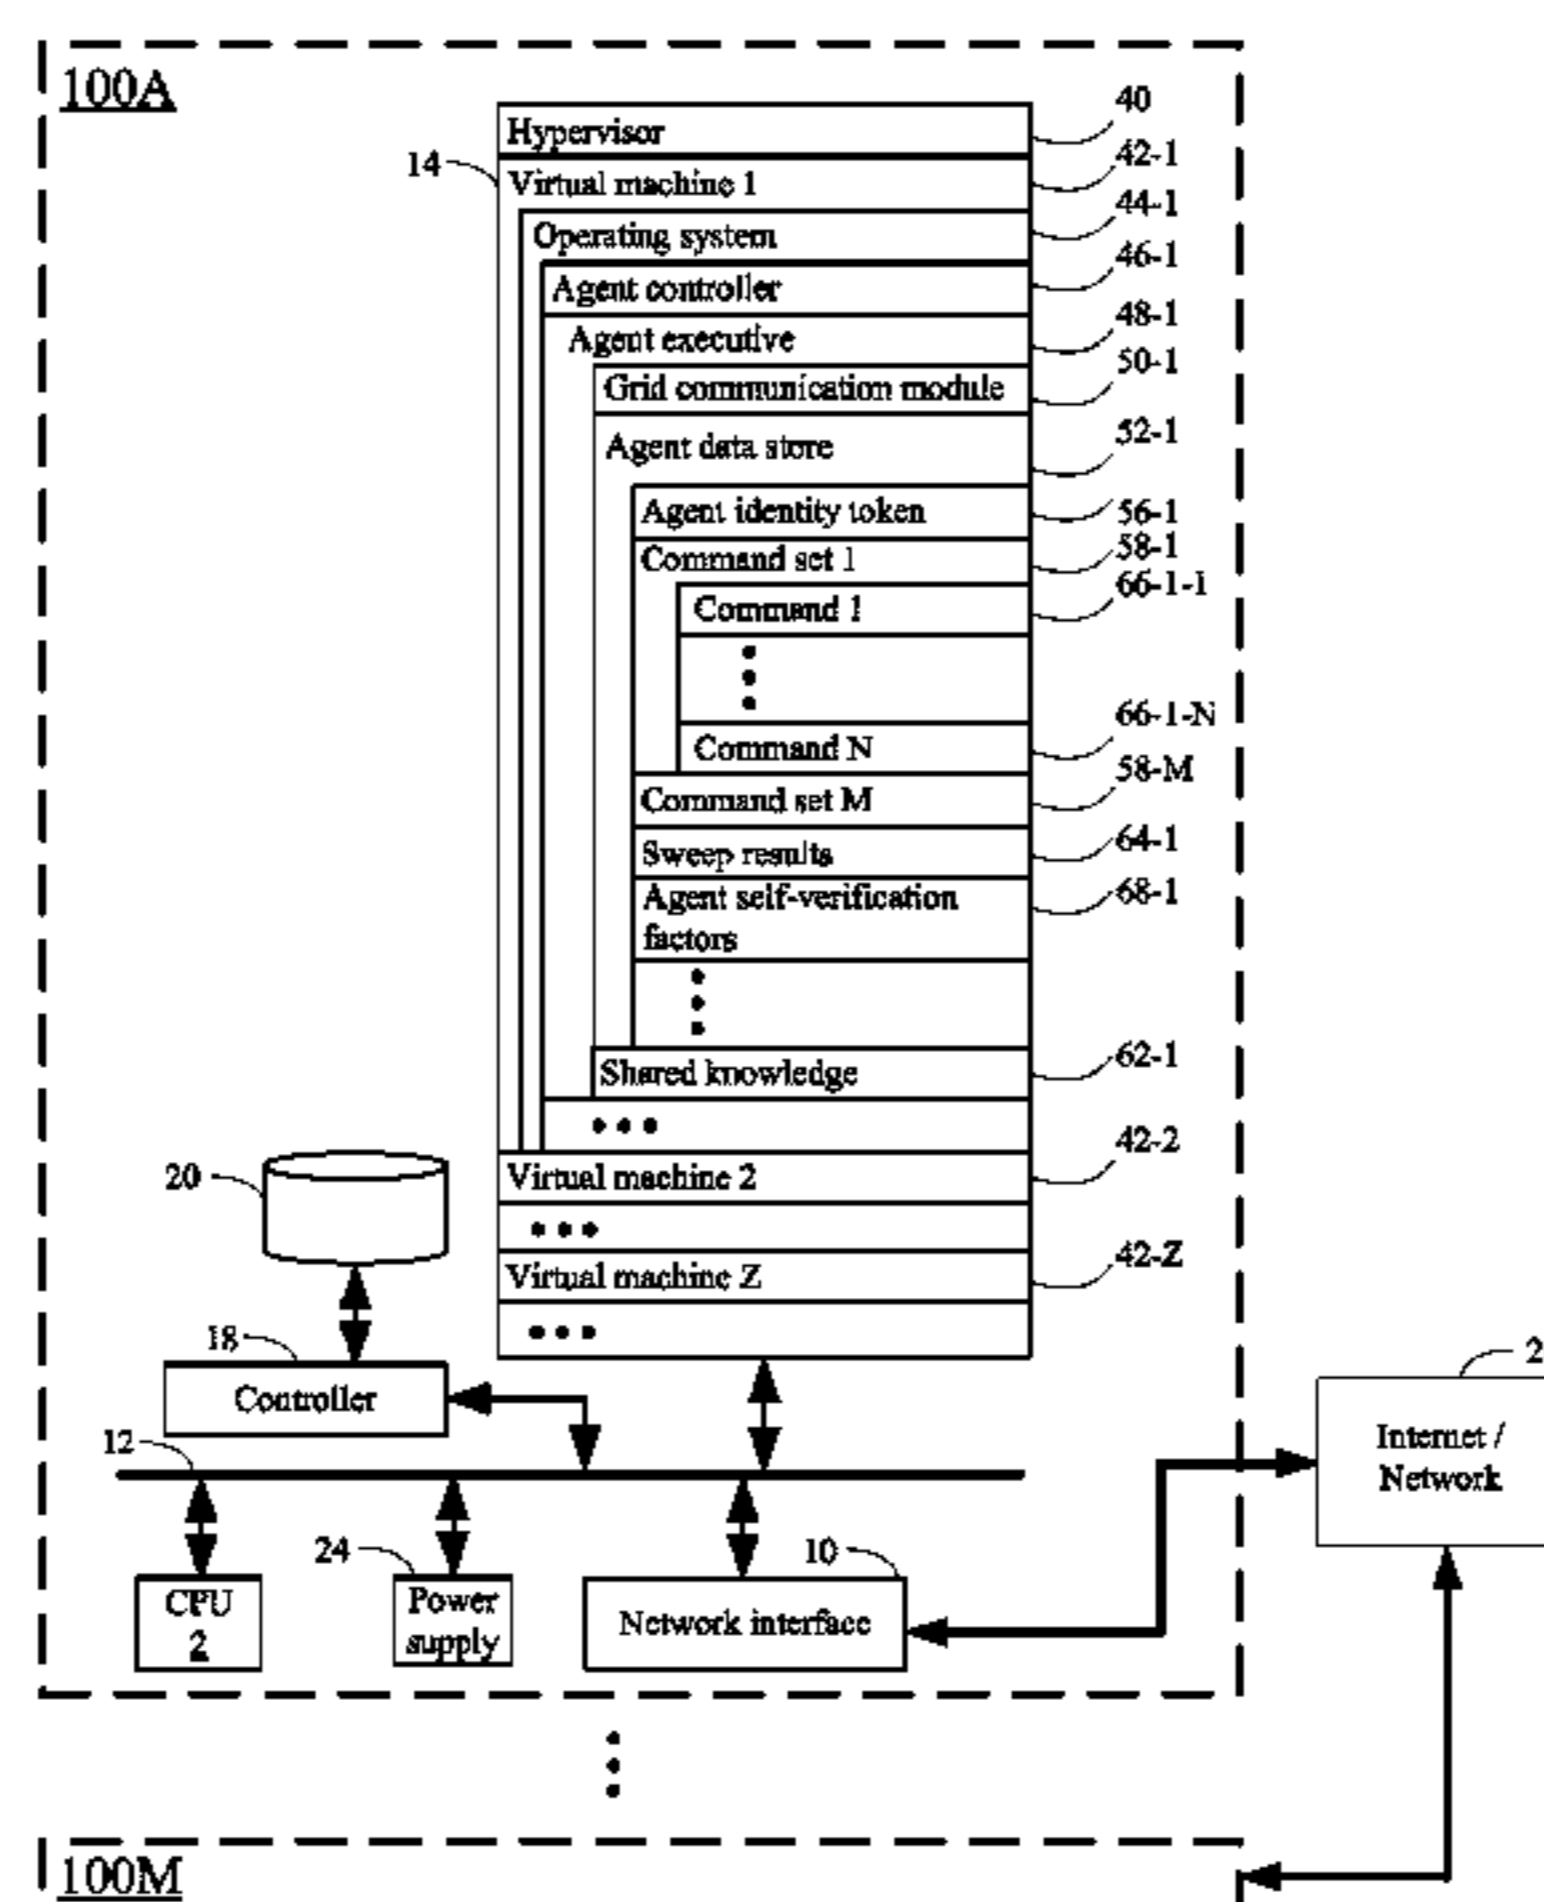 100A
Hypervisor
40
14
Virtual machine 1
42-1
Operating system
44-1
Agent controller
46-1
Agent executive
48-1
Grid communication module
50-1
Agent data store
52-1
Agent identity token
56-1
Command set 1
58-1
Command 1
66-1-1
Command N
66-1-N
Command set M
58-M
Sweep results
64-1
Agent self-verification
factors
68-1
Shared knowledge
62-1
Virtual machine 2
42-2
20
Virtual machine Z
42-Z
18
Controller
12
Internet /
Network
24
10
CPU
2
Power
supply
Network interface
100M